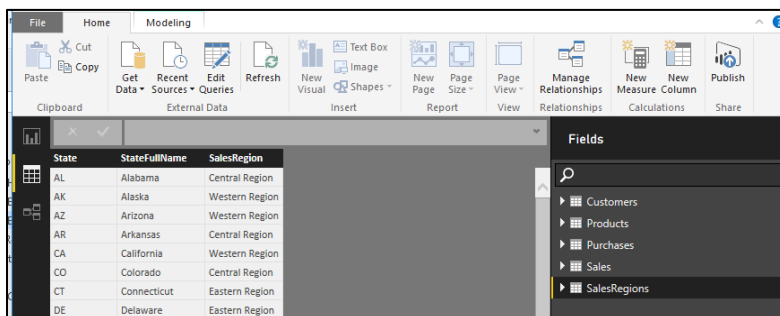 File Home Modeling
Cut
Copy
Paste
Clipboard
Get Data
Recent Sources
Edit Queries
Refresh
External Data
New Visual
Text Box
Image
Shapes
Insert
New Page
Page Size
Report
Page View
View
Manage Relationships
Relationships
New Measure
New Column
Calculations
Publish
Share
State StateFullName SalesRegion
AL Alabama Central Region
AK Alaska Western Region
AZ Arizona Western Region
AR Arkansas Central Region
CA California Western Region
CO Colorado Central Region
CT Connecticut Eastern Region
DE Delaware Eastern Region
Fields
Customers
Products
Purchases
Sales
SalesRegions